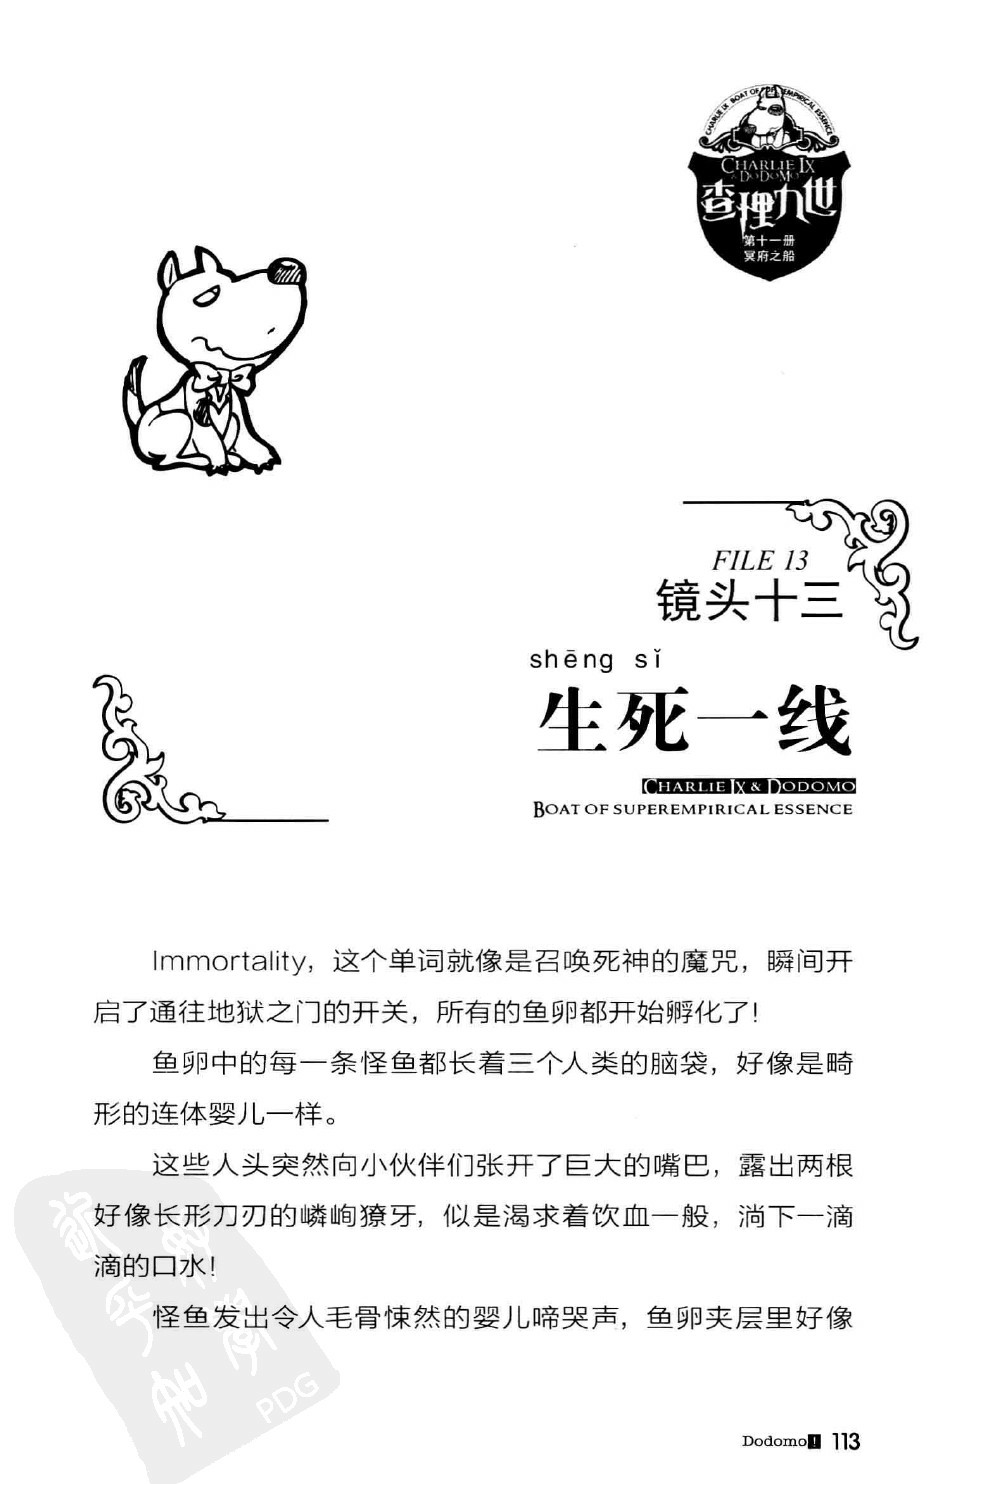 CHARLIE IX BOAT OF SUPEREMPIRICAL ESSENCE
CHARLIE IX
& DODOMO
查理九世
第十一册
冥府之船
FILE 13
镜头十三
shēng sǐ
生死一线
CHARLIE IX & DODOMO
BOAT OF SUPEREMPIRICAL ESSENCE
Immortality，这个单词就像是召唤死神的魔咒，瞬间开
启了通往地狱之门的开关，所有的鱼卵都开始孵化了！
鱼卵中的每一条怪鱼都长着三个人类的脑袋，好像是畸
形的连体婴儿一样。
这些人头突然向小伙伴们张开了巨大的嘴巴，露出两根
好像长形刀刃的嶙峋獠牙，似是渴求着饮血一般，淌下一滴
滴的口水！
怪鱼发出令人毛骨悚然的婴儿啼哭声，鱼卵夹层里好像
PDG
Dodomo! 113